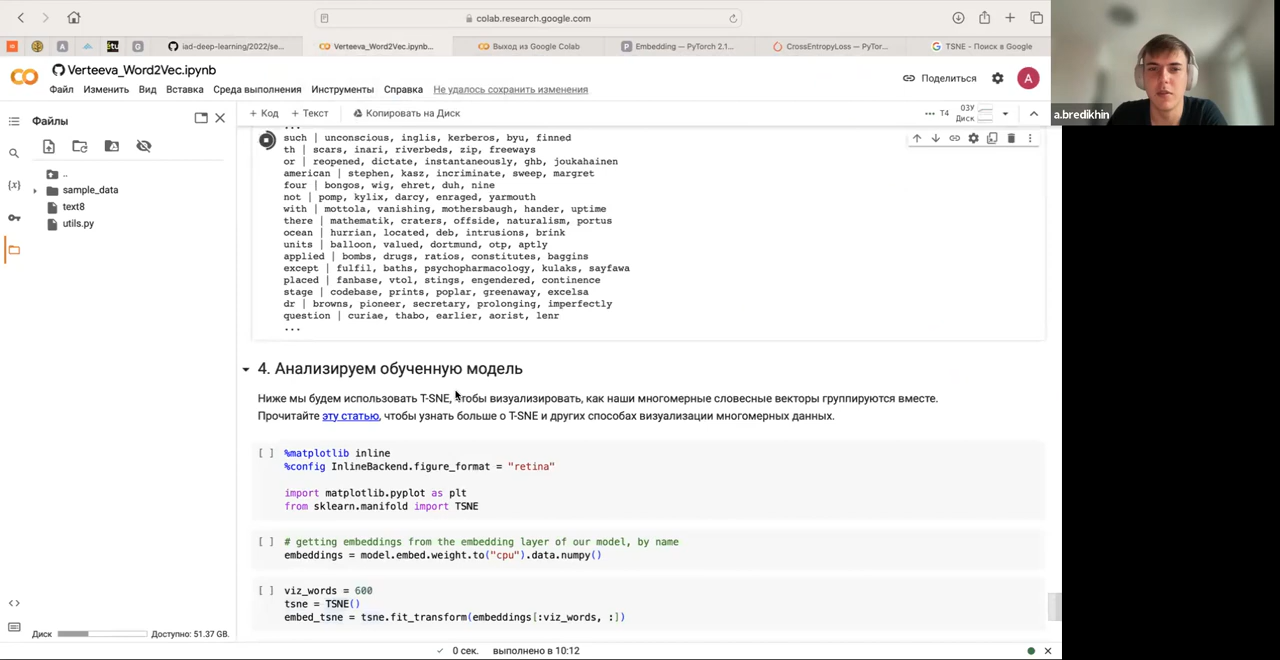 colab.research.google.com
iad-deep-learning/2022/se...
Verteeva_Word2Vec.ipynb...
Выход из Google Colab
Embedding — PyTorch 2.1...
CrossEntropyLoss — PyTor...
TSNE - Поиск в Google
Verteeva_Word2Vec.ipynb
Файл Изменить Вид Вставка Среда выполнения Инструменты Справка Не удалось сохранить изменения
Поделиться
A
a.bredikhin
Файлы
+ Код + Текст Копировать на Диск
T4 ОЗУ
Диск
..
sample_data
text8
utils.py
...
such | unconscious, inglis, kerberos, byu, finned
th | scars, inari, riverbeds, zip, freeways
or | reopened, dictate, instantaneously, ghb, joukahainen
american | stephen, kasz, incriminate, sweep, margret
four | bongos, wig, ehret, duh, nine
not | pomp, kylix, darcy, enraged, yarmouth
with | mottola, vanishing, mothersbaugh, hander, uptime
there | mathematik, craters, offside, naturalism, portus
ocean | hurrian, located, deb, intrusions, brink
units | balloon, valued, dortmund, otp, aptly
applied | bombs, drugs, ratios, constitutes, baggins
except | fulfil, baths, psychopharmacology, kulaks, sayfawa
placed | fanbase, vtol, stings, engendered, continence
stage | codebase, prints, poplar, greenaway, excelsa
dr | browns, pioneer, secretary, prolonging, imperfectly
question | curiae, thabo, earlier, aorist, lenr
...
4. Анализируем обученную модель
Ниже мы будем использовать T-SNE, чтобы визуализировать, как наши многомерные словесные векторы группируются вместе.
Прочитайте эту статью, чтобы узнать больше о T-SNE и других способах визуализации многомерных данных.
[ ] %matplotlib inline
%config InlineBackend.figure_format = "retina"
import matplotlib.pyplot as plt
from sklearn.manifold import TSNE
[ ] # getting embeddings from the embedding layer of our model, by name
embeddings = model.embed.weight.to("cpu").data.numpy()
[ ] viz_words = 600
tsne = TSNE()
embed_tsne = tsne.fit_transform(embeddings[:viz_words, :])
Диск Доступно: 51.37 GB.
0 сек. выполнено в 10:12